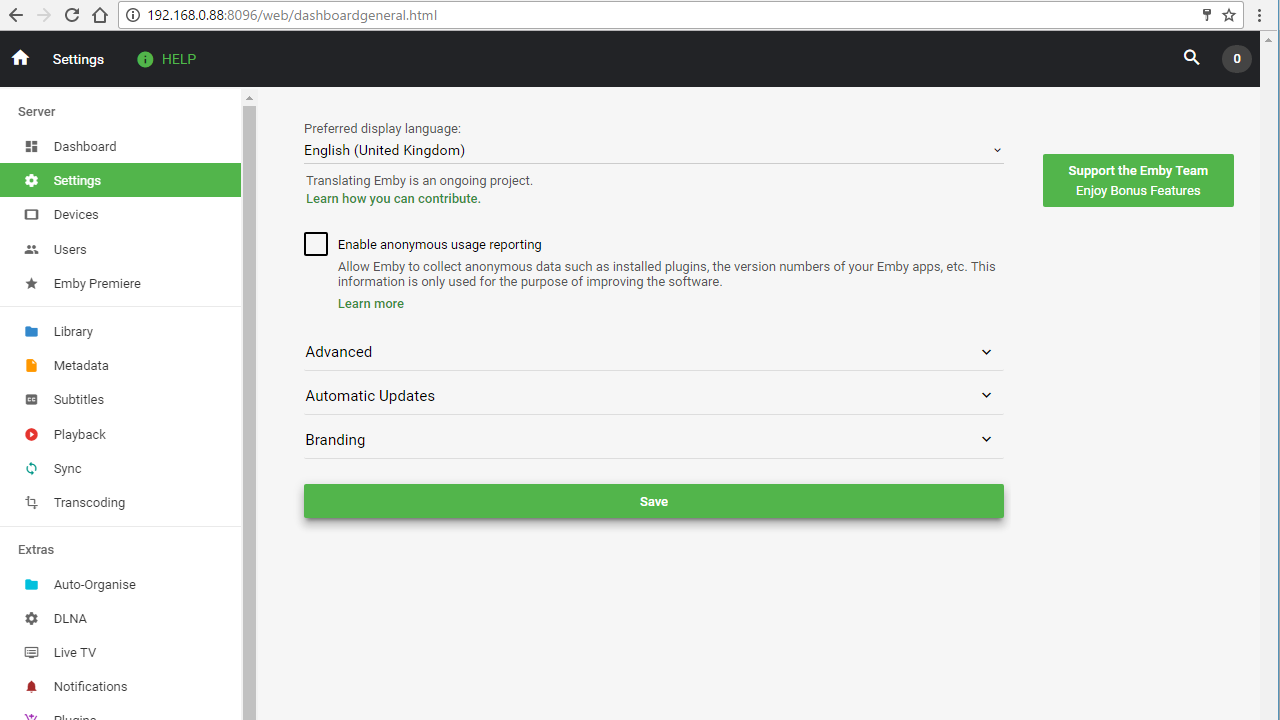 192.168.0.88:8096/web/dashboardgeneral.html
Settings
HELP
0
Server
Dashboard
Settings
Devices
Users
Emby Premiere
Library
Metadata
Subtitles
Playback
Sync
Transcoding
Extras
Auto-Organise
DLNA
Live TV
Notifications
Plugins
Preferred display language:
English (United Kingdom)
Translating Emby is an ongoing project.
Learn how you can contribute.
Enable anonymous usage reporting
Allow Emby to collect anonymous data such as installed plugins, the version numbers of your Emby apps, etc. This
information is only used for the purpose of improving the software.
Learn more
Advanced
Automatic Updates
Branding
Save
Support the Emby Team
Enjoy Bonus Features